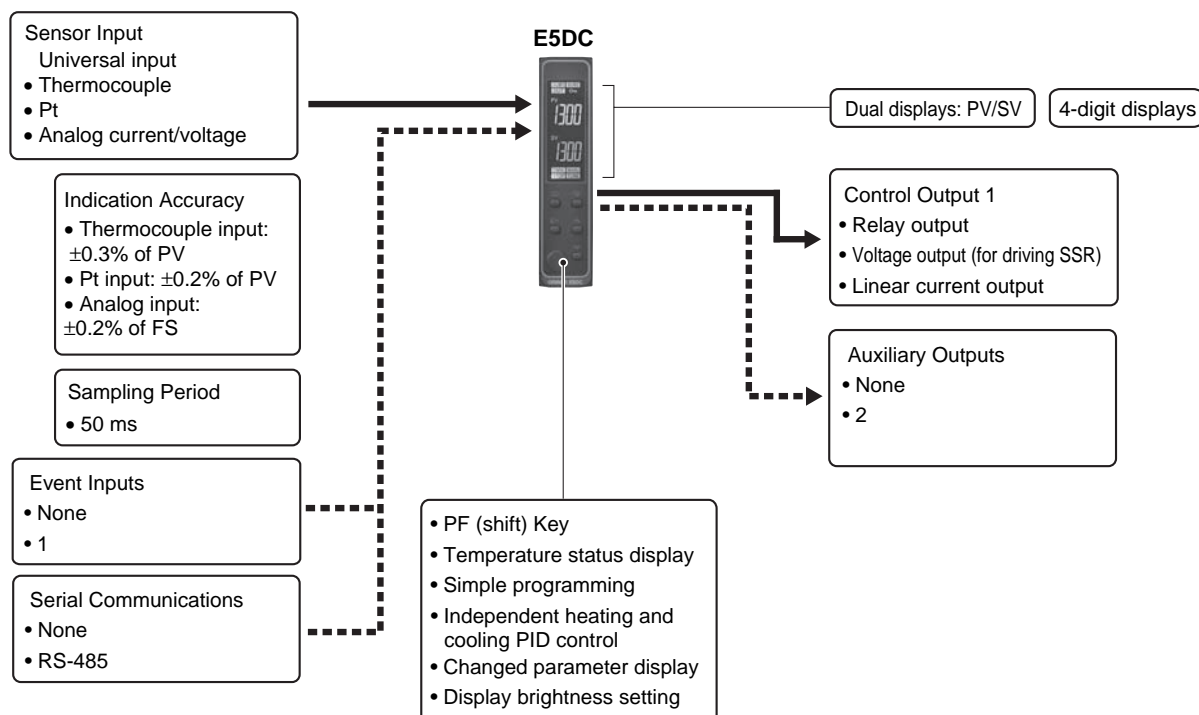 Sensor Input
Universal input
• Thermocouple
• Pt
• Analog current/voltage
Indication Accuracy
• Thermocouple input:
±0.3% of PV
• Pt input: ±0.2% of PV
• Analog input:
±0.2% of FS
Sampling Period
• 50 ms
Event Inputs
• None
• 1
Serial Communications
• None
• RS-485
E5DC
PV
1300
SV
1300
• PF (shift) Key
• Temperature status display
• Simple programming
• Independent heating and
cooling PID control
• Changed parameter display
• Display brightness setting
Dual displays: PV/SV
4-digit displays
Control Output 1
• Relay output
• Voltage output (for driving SSR)
• Linear current output
Auxiliary Outputs
• None
• 2